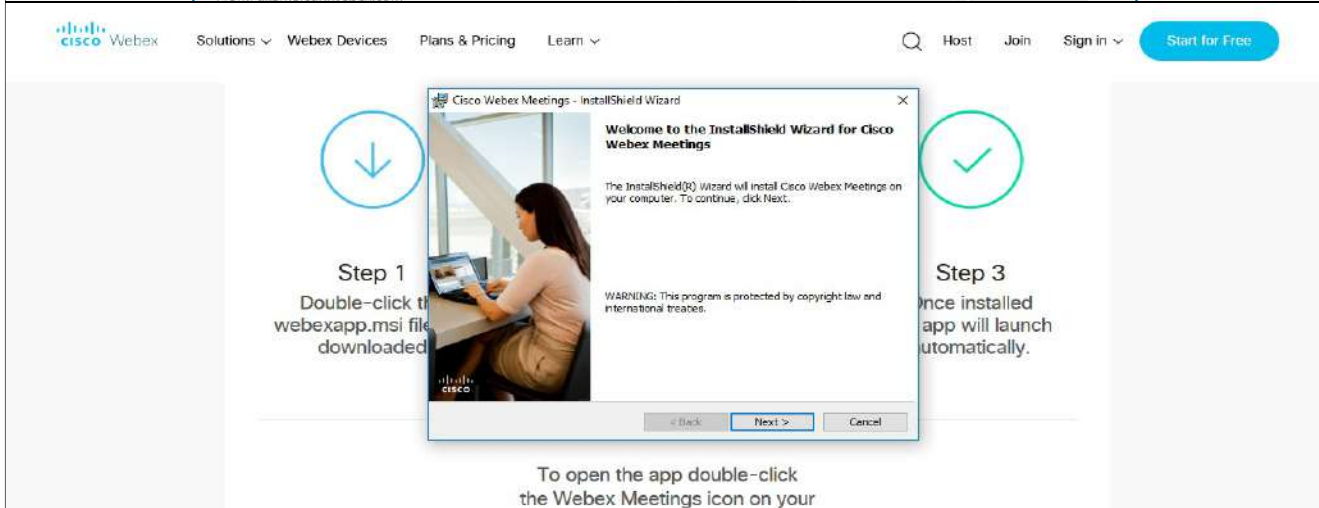 CISCO Webex Solutions Webex Devices Plans & Pricing Learn Host Join Sign in Start for Free
Cisco Webex Meetings - InstallShield Wizard
Welcome to the InstallShield Wizard for Cisco
Webex Meetings
The InstallShield(R) Wizard will install Cisco Webex Meetings on
your computer. To continue, click Next.
WARNING: This program is protected by copyright law and
international treaties.
CISCO
< Back Next > Cancel
Step 1
Double-click
webexapp.msi
downloaded
Step 3
installed
app will launch
To open the app double-click
the Webex Meetings icon on your